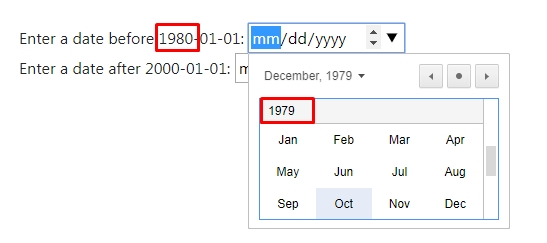 Enter a date before 1980-01-01: mm/dd/yyyy
Enter a date after 2000-01-01:
December, 1979
1979
Jan Feb Mar Apr
May Jun Jul Aug
Sep Oct Nov Dec